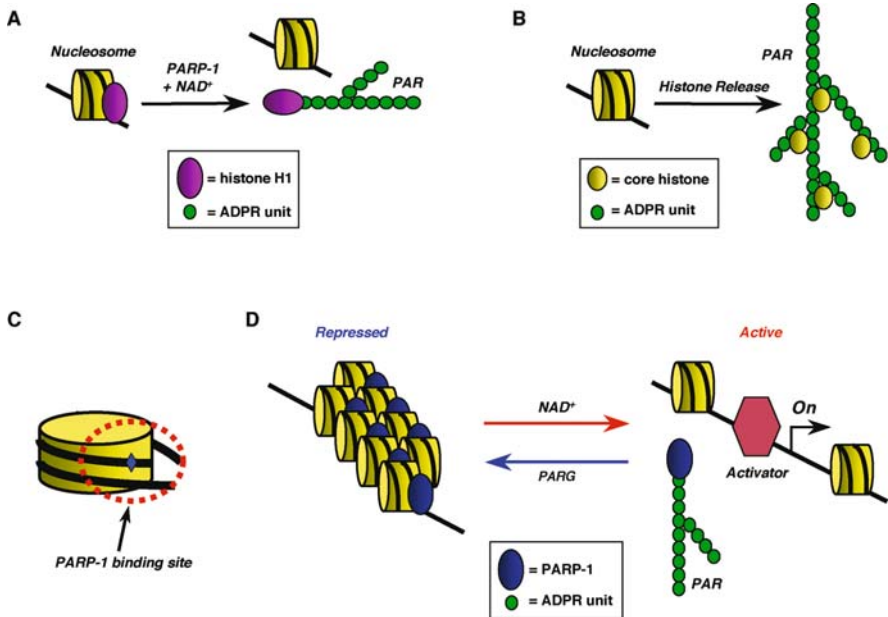 A
Nucleosome
PARP-1
+ NAD⁺
PAR
= histone H1
= ADPR unit
B
Nucleosome
Histone Release
PAR
= core histone
= ADPR unit
C
PARP-1 binding site
D
Repressed
NAD⁺
PARG
Active
On
Activator
PAR
= PARP-1
= ADPR unit